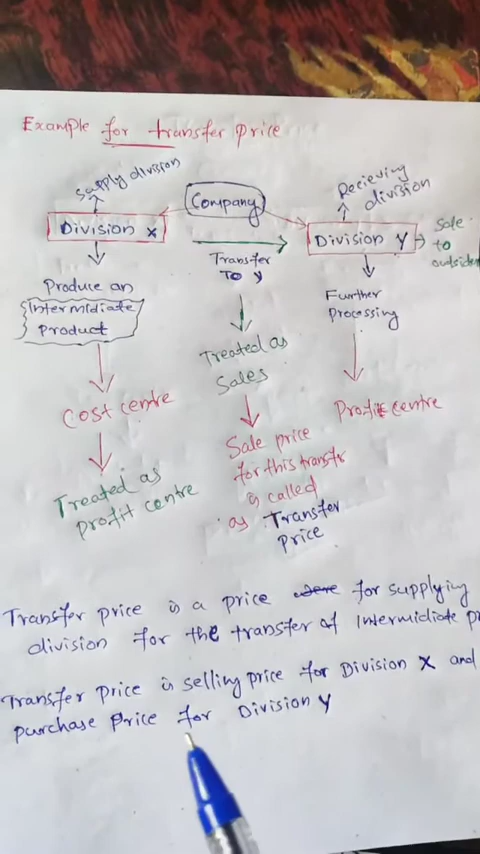 Example for transfer price
Supply division
Company
Recieving
division
Division X
Division Y
Sale
to
outside
Transfer
To Y
Produce an
Intermidiate
product
Further
processing
Treated as
Sales
Cost centre
Profit centre
Sale price
for this transfr
is called
as Transfer
price
Treated as
profit centre
Transfer price is a price for supplying
division for the transfer of Intermidiate p
Transfer price is selling price for Division X and
purchase price for Division Y